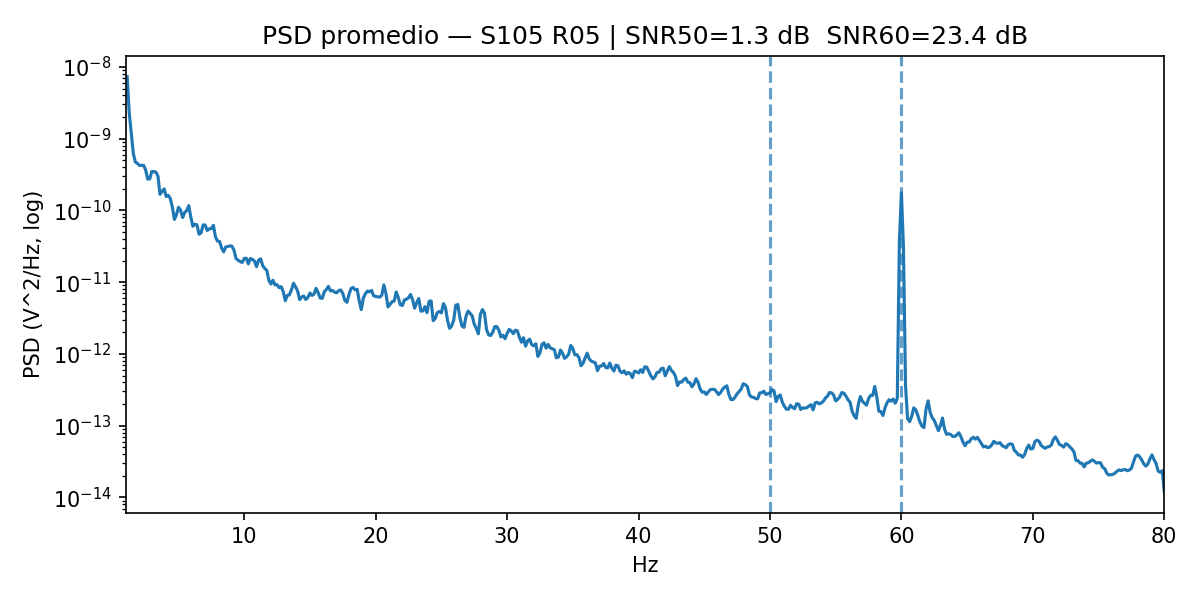 PSD promedio — S105 R05 | SNR50=1.3 dB  SNR60=23.4 dB
PSD (V^2/Hz, log)
10⁻⁸
10⁻⁹
10⁻¹⁰
10⁻¹¹
10⁻¹²
10⁻¹³
10⁻¹⁴
10 20 30 40 50 60 70 80
Hz